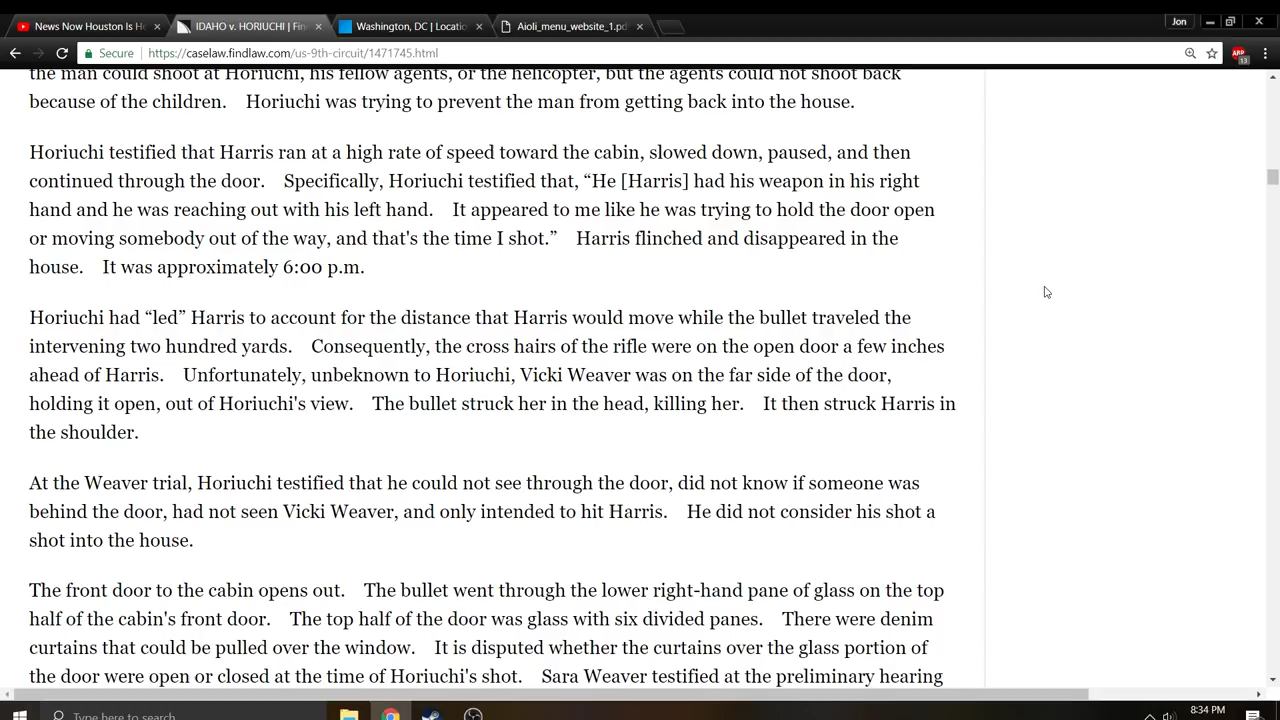 News Now Houston Is He
IDAHO v. HORIUCHI | Fin
Washington, DC | Locatio
Aioli_menu_website_1.pd
Jon
Secure
https://caselaw.findlaw.com/us-9th-circuit/1471745.html
ABP
13
the man could shoot at Horiuchi, his fellow agents, or the helicopter, but the agents could not shoot back
because of the children. Horiuchi was trying to prevent the man from getting back into the house.
Horiuchi testified that Harris ran at a high rate of speed toward the cabin, slowed down, paused, and then
continued through the door. Specifically, Horiuchi testified that, “He [Harris] had his weapon in his right
hand and he was reaching out with his left hand. It appeared to me like he was trying to hold the door open
or moving somebody out of the way, and that's the time I shot.” Harris flinched and disappeared in the
house. It was approximately 6:00 p.m.
Horiuchi had “led” Harris to account for the distance that Harris would move while the bullet traveled the
intervening two hundred yards. Consequently, the cross hairs of the rifle were on the open door a few inches
ahead of Harris. Unfortunately, unbeknown to Horiuchi, Vicki Weaver was on the far side of the door,
holding it open, out of Horiuchi's view. The bullet struck her in the head, killing her. It then struck Harris in
the shoulder.
At the Weaver trial, Horiuchi testified that he could not see through the door, did not know if someone was
behind the door, had not seen Vicki Weaver, and only intended to hit Harris. He did not consider his shot a
shot into the house.
The front door to the cabin opens out. The bullet went through the lower right-hand pane of glass on the top
half of the cabin's front door. The top half of the door was glass with six divided panes. There were denim
curtains that could be pulled over the window. It is disputed whether the curtains over the glass portion of
the door were open or closed at the time of Horiuchi's shot. Sara Weaver testified at the preliminary hearing
Type here to search
8:34 PM